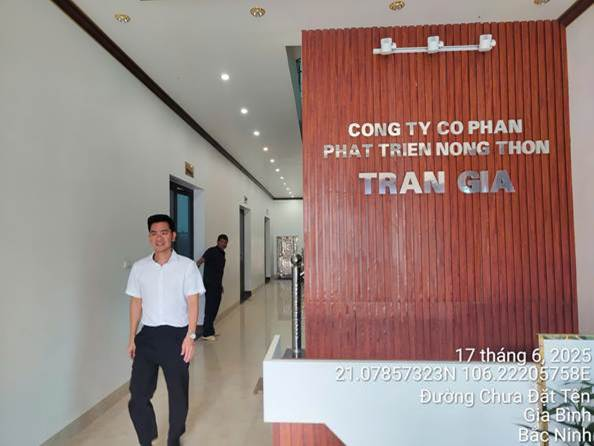 CONG TY CO PHAN
PHAT TRIEN NONG THON
TRAN GIA
17 tháng 6, 2025
21.07857323N 106.22205758E
Đường Chưa Đặt Tên
Gia Bình
Bắc Ninh